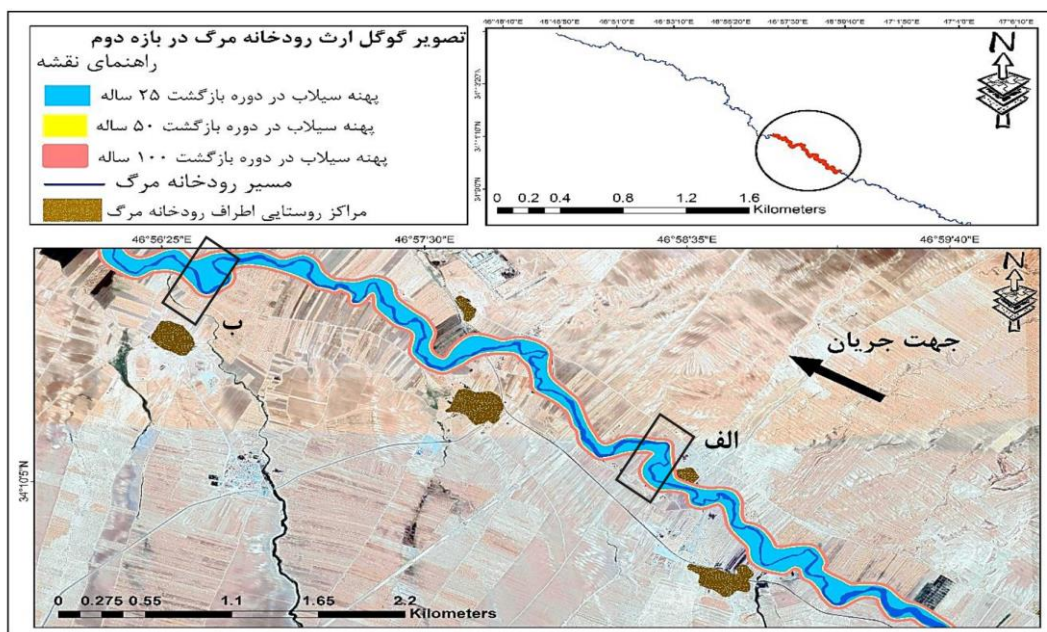 تصویر گوگل ارث رودخانه مرگ در بازه دوم
راهنمای نقشه
پهنه سیلاب در دوره بازگشت ۲۵ ساله
پهنه سیلاب در دوره بازگشت ۵۰ ساله
پهنه سیلاب در دوره بازگشت ۱۰۰ ساله
مسیر رودخانه مرگ
مراکز روستایی اطراف رودخانه مرگ
N
0 0.2 0.4 0.8 1.2 1.6
Kilometers
46°56'25"E 46°57'30"E 46°58'35"E 46°59'40"E
N
ب
جهت جریان
الف
34°10'5"N
0 0.275 0.55 1.1 1.65 2.2
Kilometers